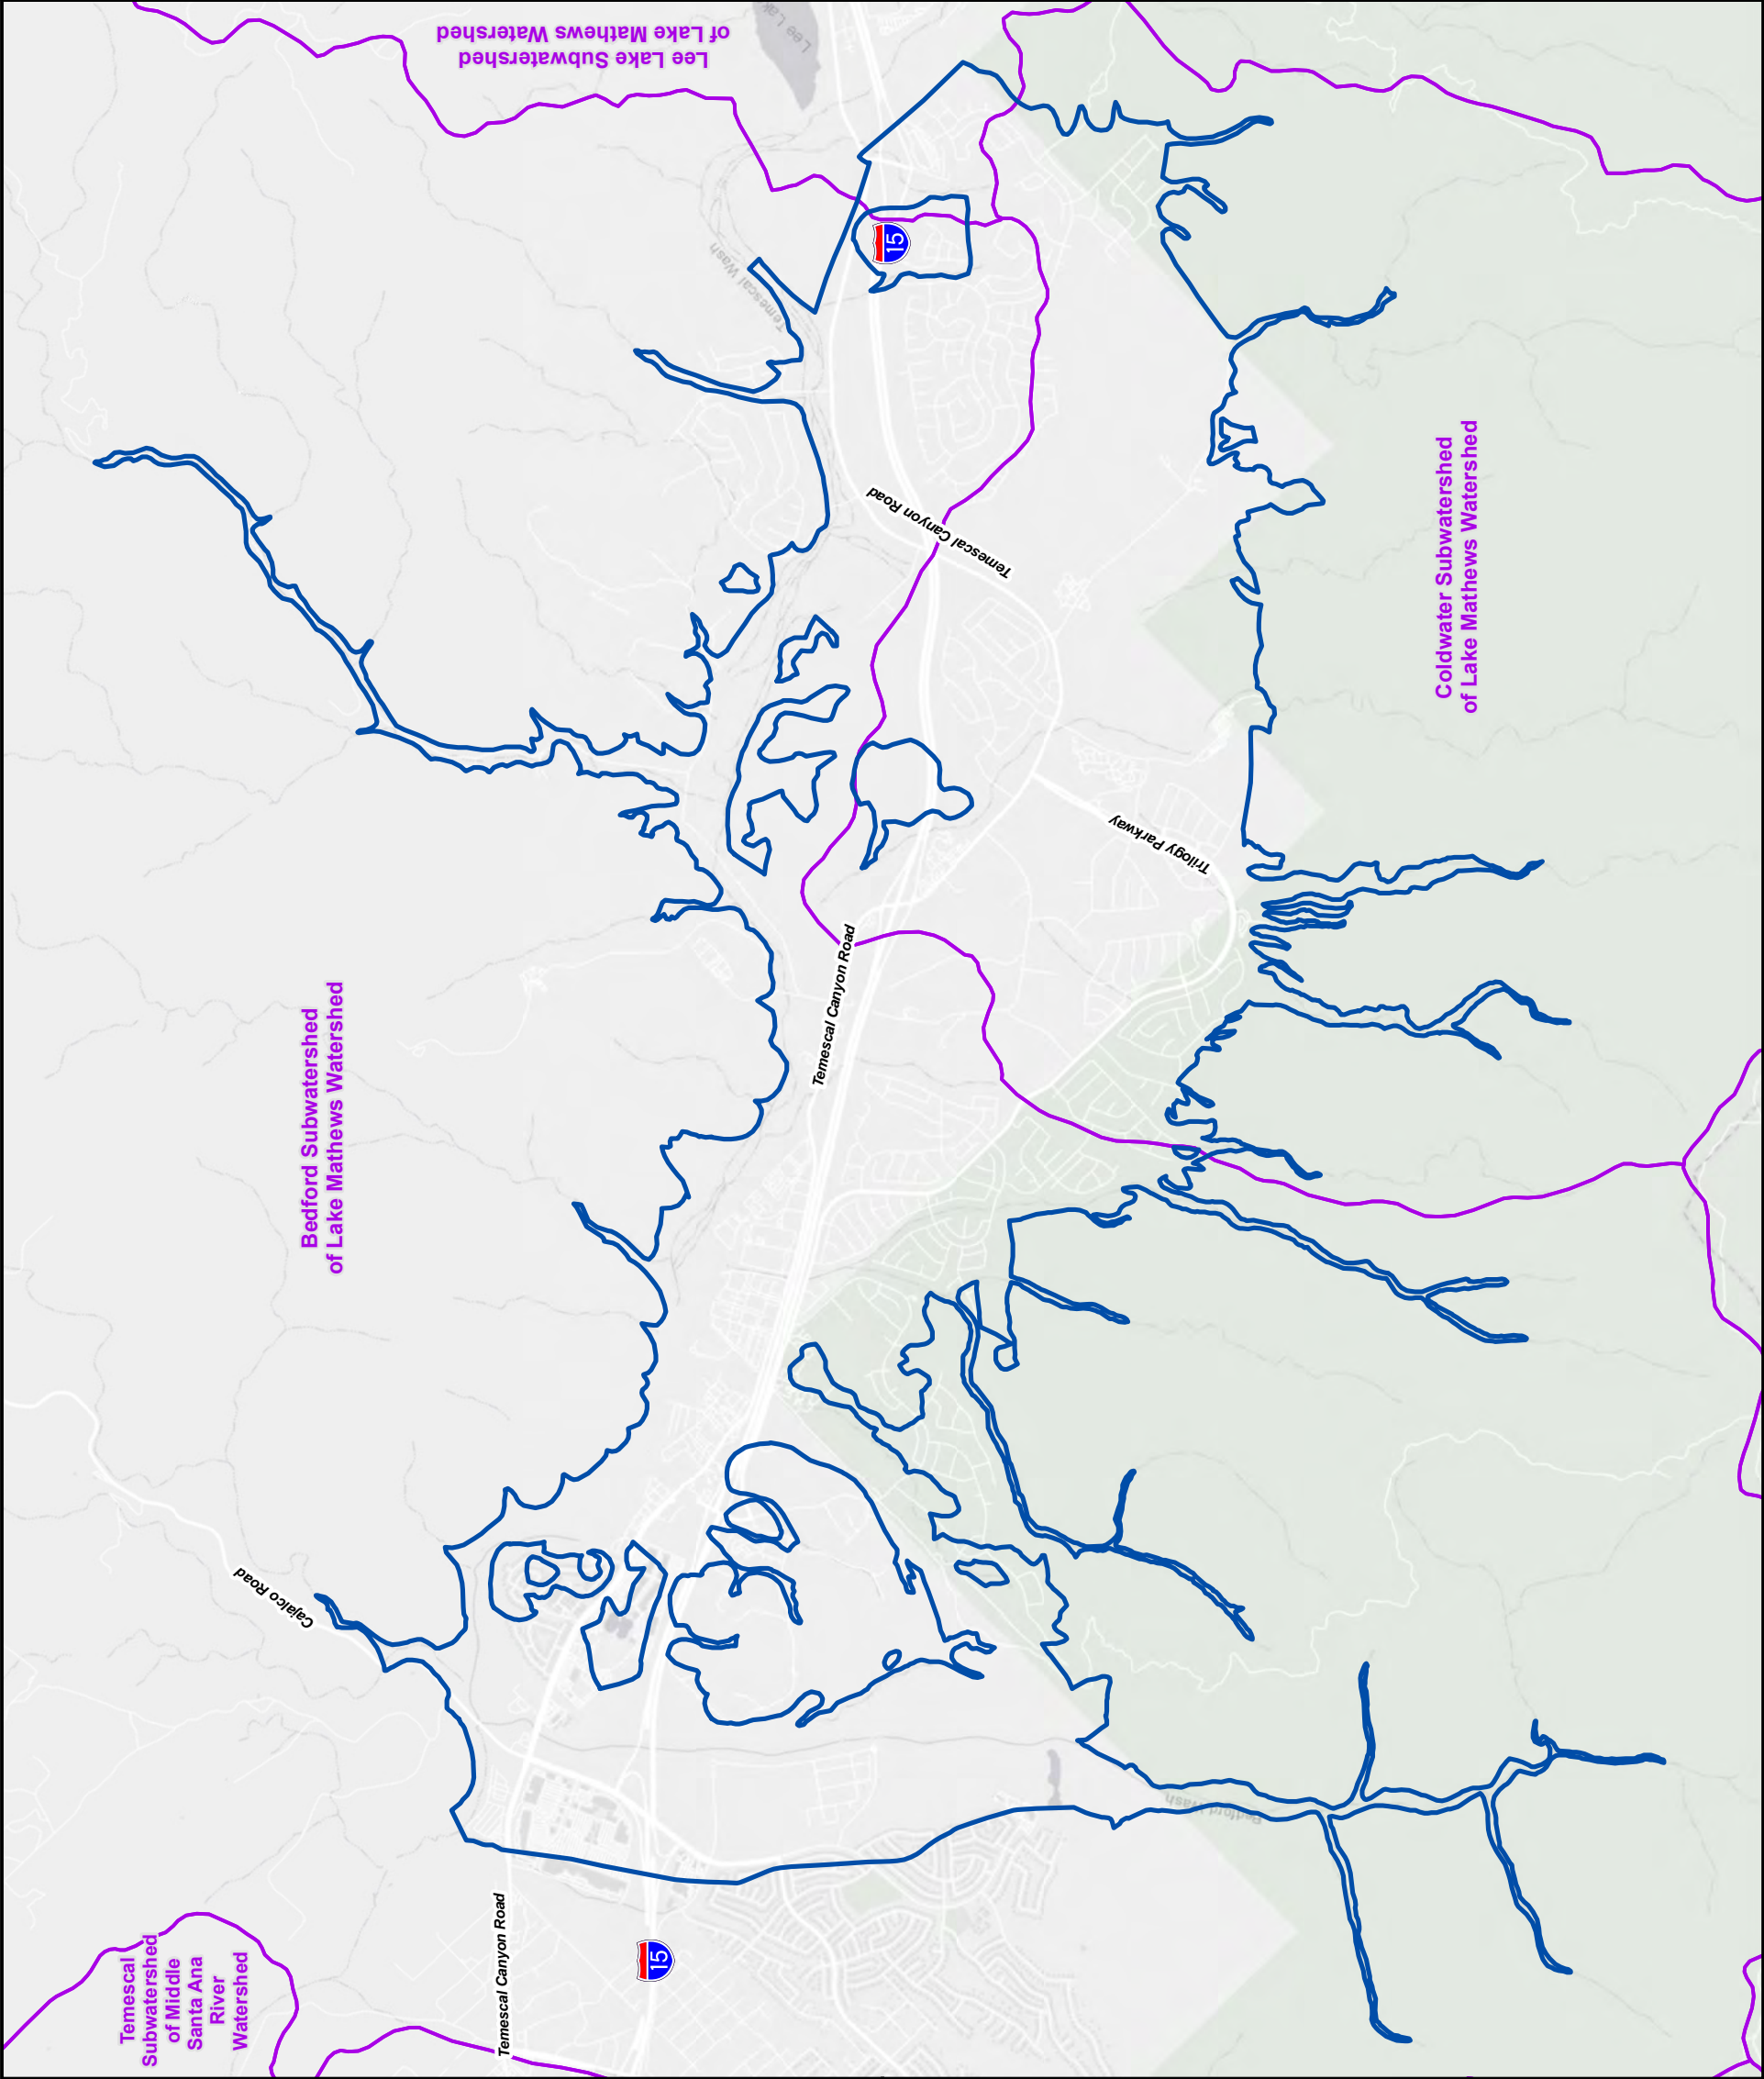 Lee Lake Subwatershed
of Lake Mathews Watershed
Lee Lak
15
Temescal Wash
Temescal Canyon Road
Coldwater Subwatershed
of Lake Mathews Watershed
Trilogy Parkway
Temescal Canyon Road
Bedford Subwatershed
of Lake Mathews Watershed
Cajalco Road
Bedford Wash
Temescal Canyon Road
15
Temescal
Subwatershed
of Middle
Santa Ana
River
Watershed